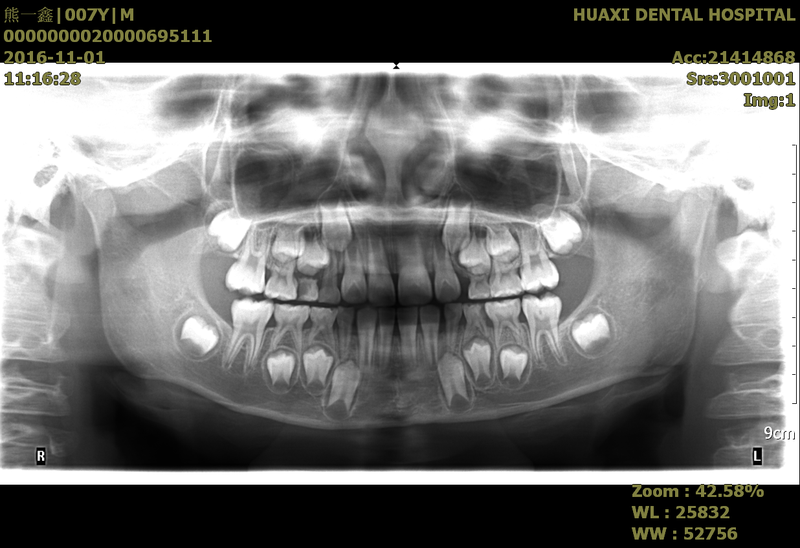 熊一鑫|007Y|M
HUAXI DENTAL HOSPITAL
0000000020000695111
2016-11-01
Acc:21414868
11:16:28
Srs:3001001
Img:1
9cm
R
L
Zoom : 42.58%
WL : 25832
WW : 52756